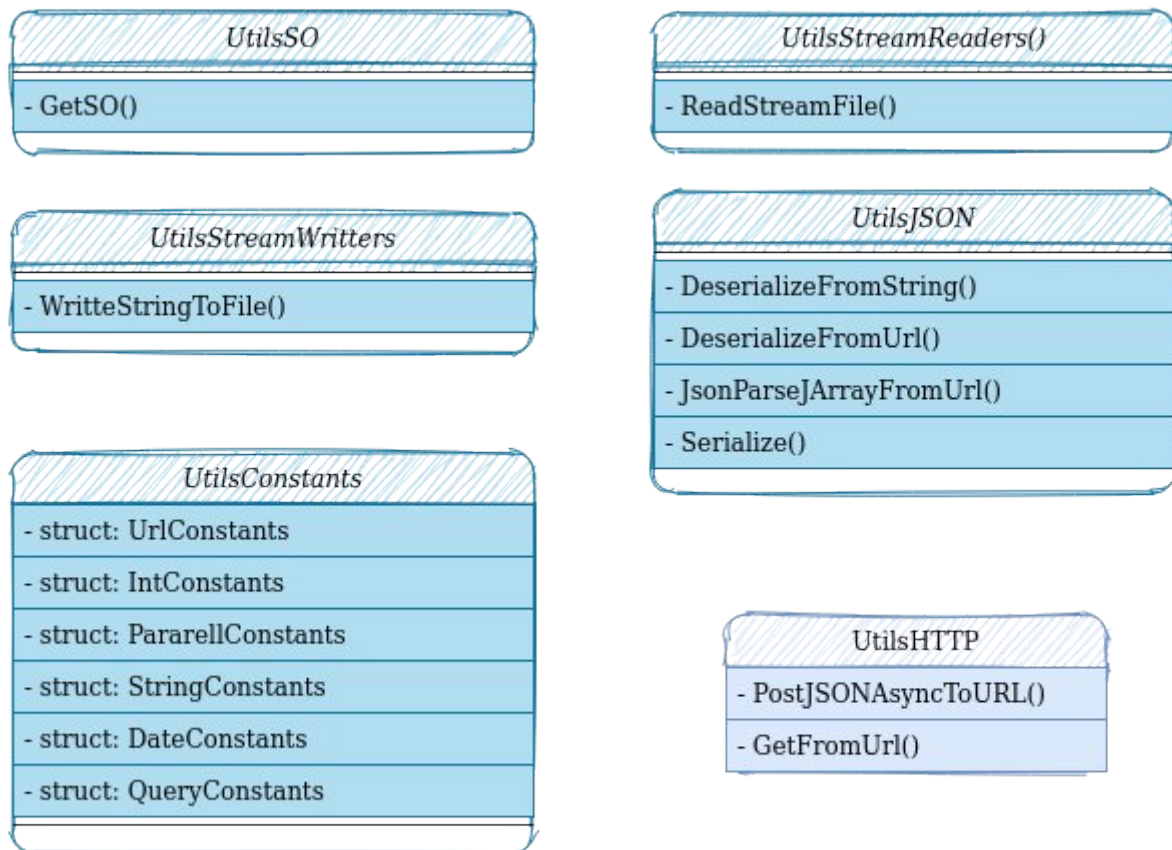 UtilsSO
- GetSO()
UtilsStreamReaders()
- ReadStreamFile()
UtilsStreamWritters
- WritteStringToFile()
UtilsJSON
- DeserializeFromString()
- DeserializeFromUrl()
- JsonParseJArrayFromUrl()
- Serialize()
UtilsConstants
- struct: UrlConstants
- struct: IntConstants
- struct: PararellConstants
- struct: StringConstants
- struct: DateConstants
- struct: QueryConstants
UtilsHTTP
- PostJSONAsyncToURL()
- GetFromUrl()